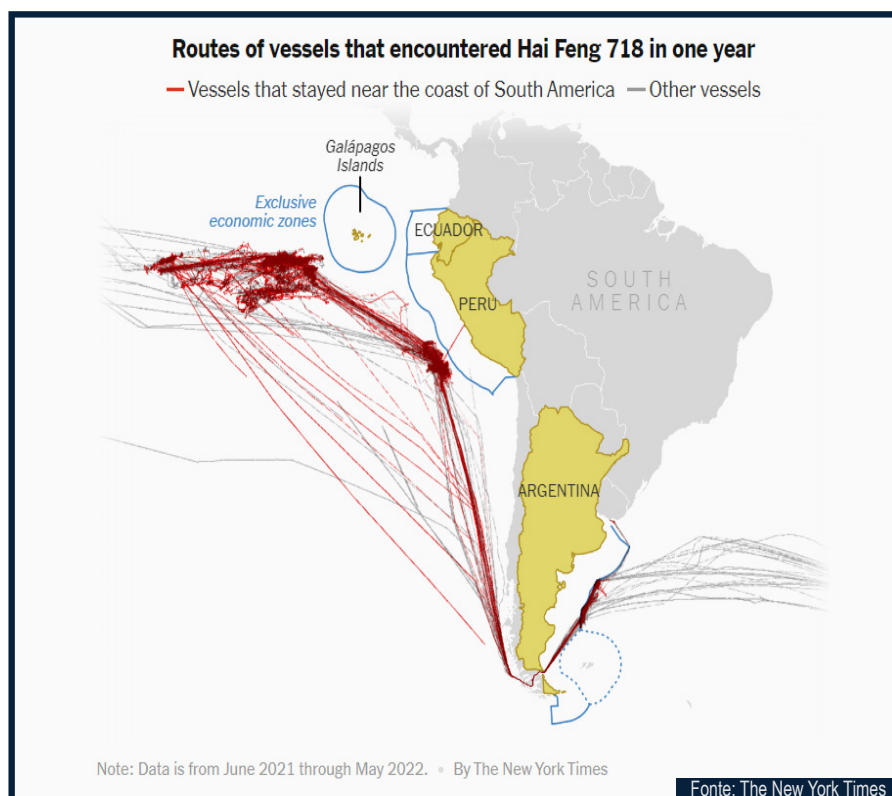 Routes of vessels that encountered Hai Feng 718 in one year
Vessels that stayed near the coast of South America Other vessels
Galápagos
Islands
Exclusive
economic zones
ECUADOR
PERU
SOUTH
AMERICA
ARGENTINA
Note: Data is from June 2021 through May 2022. • By The New York Times
Fonte: The New York Times